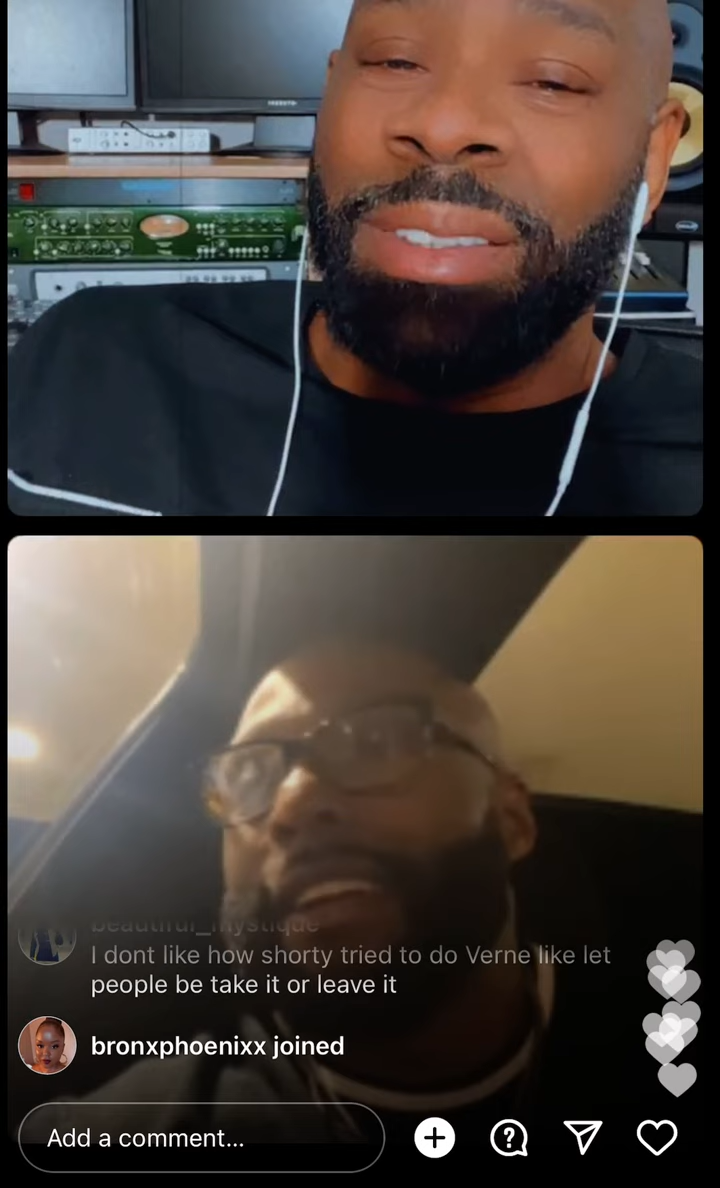 beautiful_mystique
I dont like how shorty tried to do Verne like let
people be take it or leave it
bronxphoenixx joined
Add a comment...